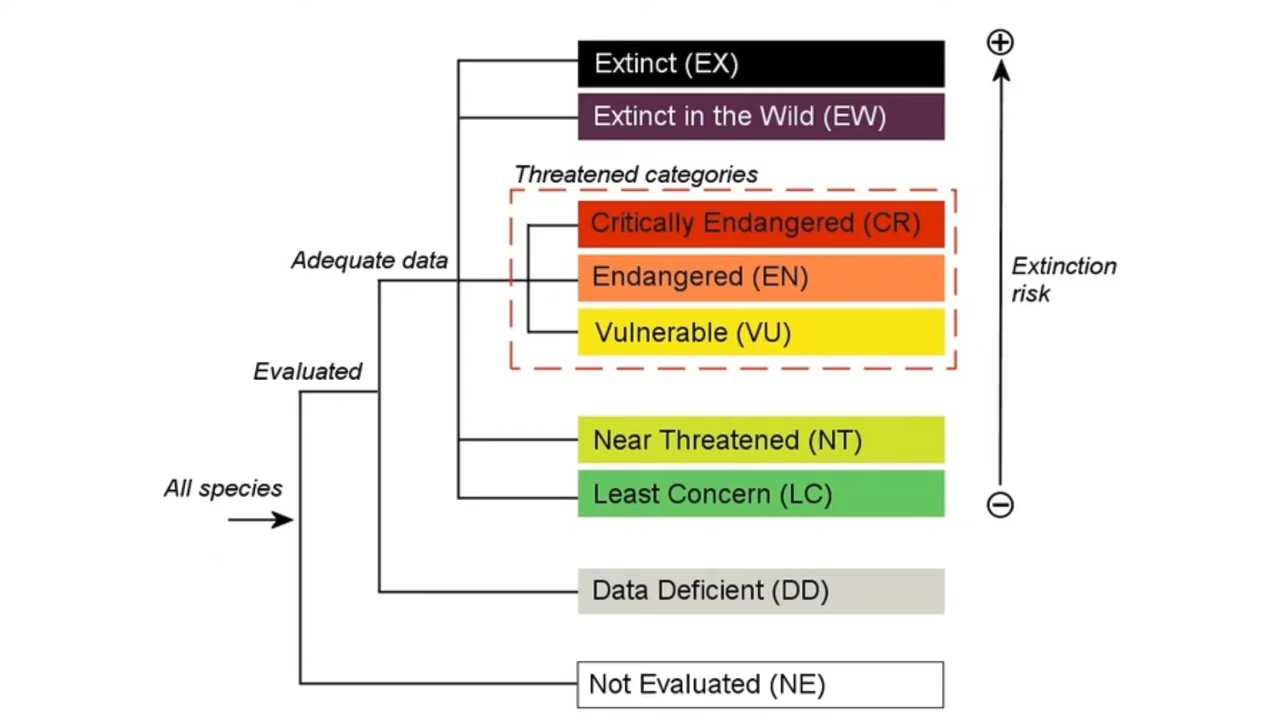 Extinct (EX)
Extinct in the Wild (EW)
Threatened categories
Critically Endangered (CR)
Adequate data
Endangered (EN)
Extinction
risk
Vulnerable (VU)
Evaluated
Near Threatened (NT)
All species
Least Concern (LC)
Data Deficient (DD)
Not Evaluated (NE)